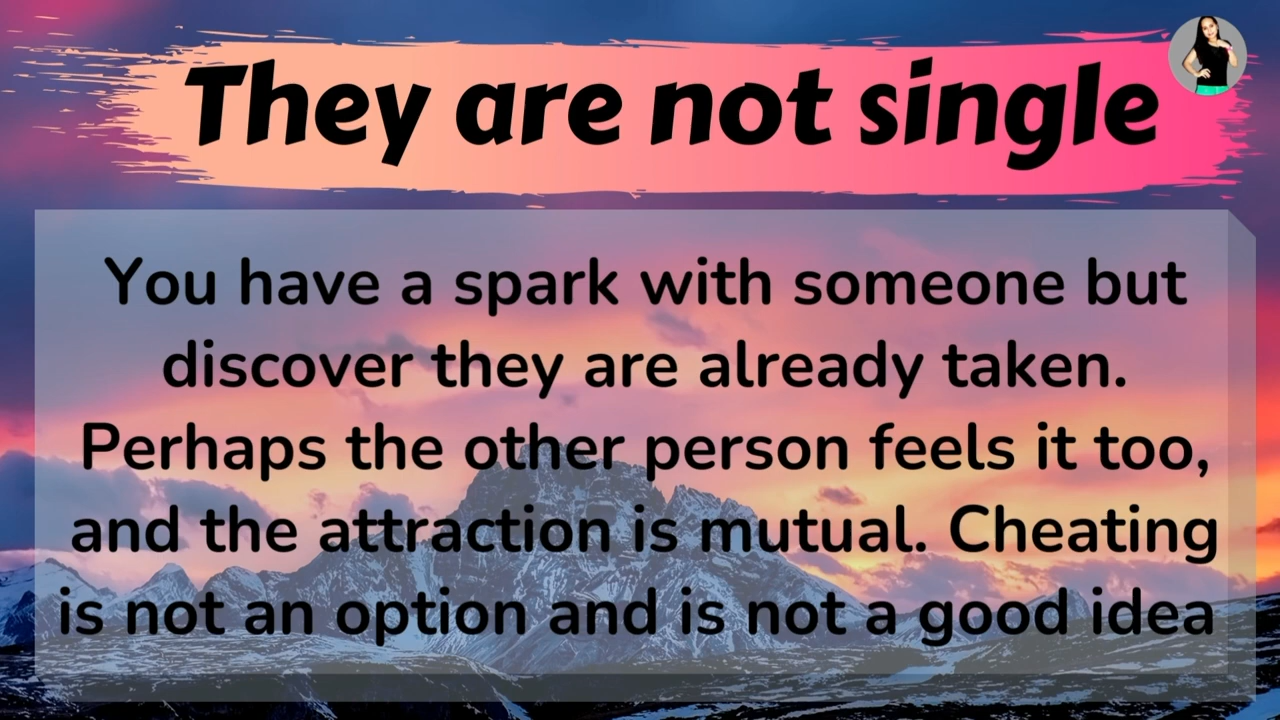 They are not single
You have a spark with someone but
discover they are already taken.
Perhaps the other person feels it too,
and the attraction is mutual. Cheating
is not an option and is not a good idea